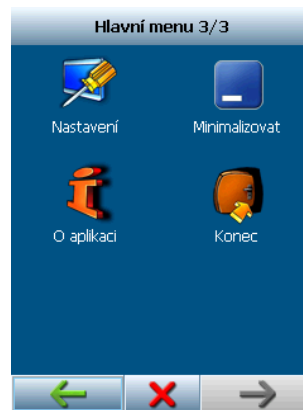 Hlavní menu 3/3
Nastavení
Minimalizovat
O aplikaci
Konec